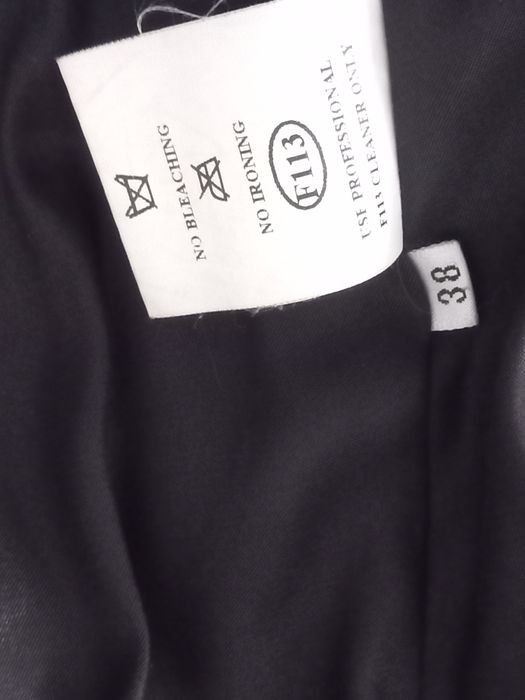 NO BLEACHING
NO IRONING
F113
USE PROFESSIONAL
FUR CLEANER ONLY
38